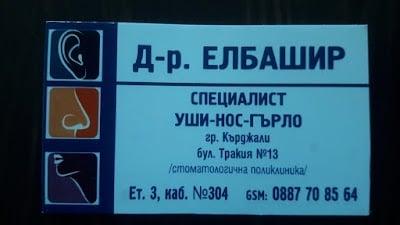 Д-р. ЕЛБАШИР
СПЕЦИАЛИСТ
УШИ-НОС-ГЪРЛО
гр. Кърджали
бул. Тракия №13
/стоматологична поликлиника/
Ет. 3, каб. №304 GSM: 0887 70 85 64